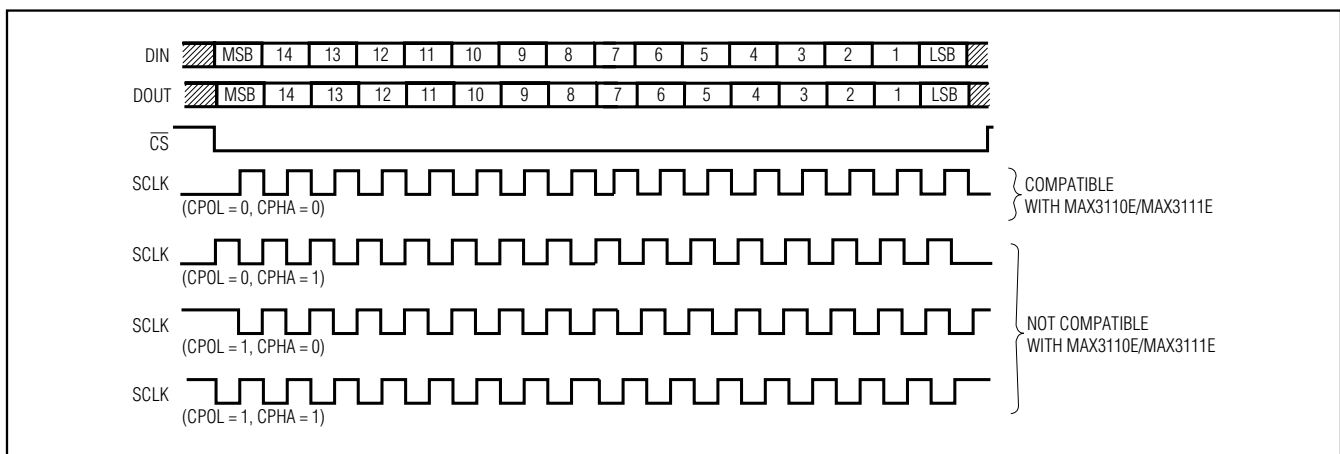 DIN MSB 14 13 12 11 10 9 8 7 6 5 4 3 2 1 LSB
DOUT MSB 14 13 12 11 10 9 8 7 6 5 4 3 2 1 LSB
CS
SCLK
(CPOL = 0, CPHA = 0)
COMPATIBLE
WITH MAX3110E/MAX3111E
SCLK
(CPOL = 0, CPHA = 1)
SCLK
(CPOL = 1, CPHA = 0)
NOT COMPATIBLE
WITH MAX3110E/MAX3111E
SCLK
(CPOL = 1, CPHA = 1)